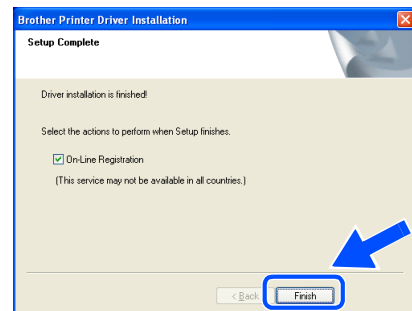 Brother Printer Driver Installation
Setup Complete
Driver installation is finished!
Select the actions to perform when Setup finishes.
On-Line Registration
(This service may not be available in all countries.)
< Back
Finish